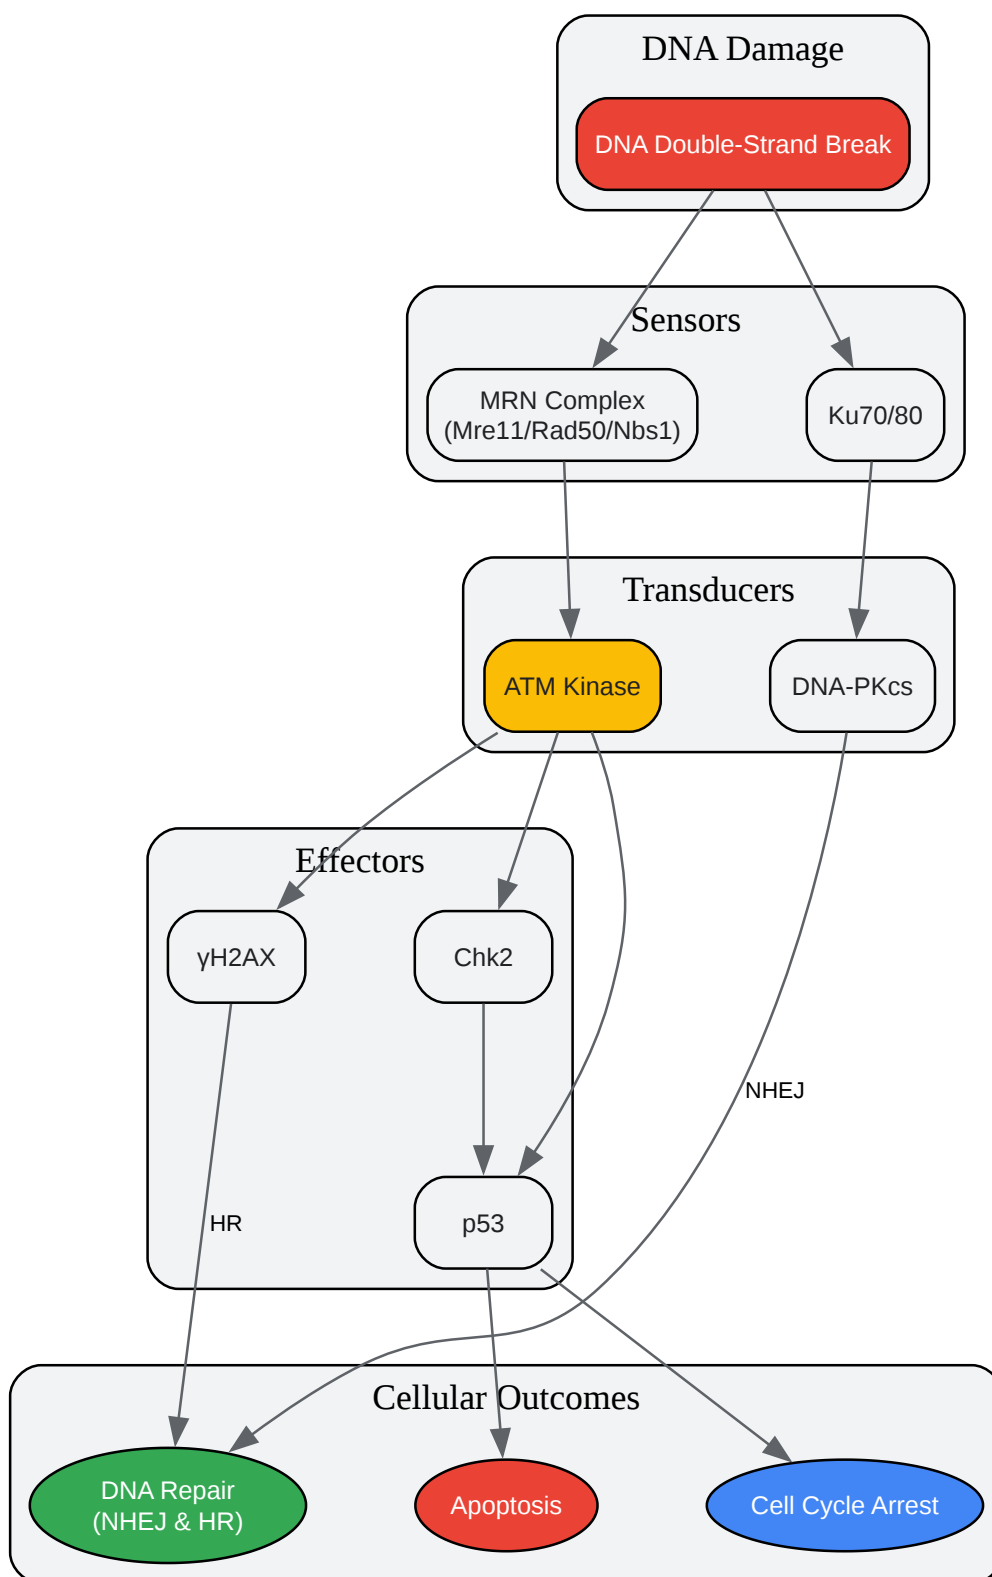 DNA Damage
DNA Double-Strand Break
Sensors
MRN Complex
(Mre11/Rad50/Nbs1)
Ku70/80
Transducers
ATM Kinase
DNA-PKcs
Effectors
γH2AX
Chk2
NHEJ
HR
p53
Cellular Outcomes
DNA Repair
(NHEJ & HR)
Apoptosis
Cell Cycle Arrest